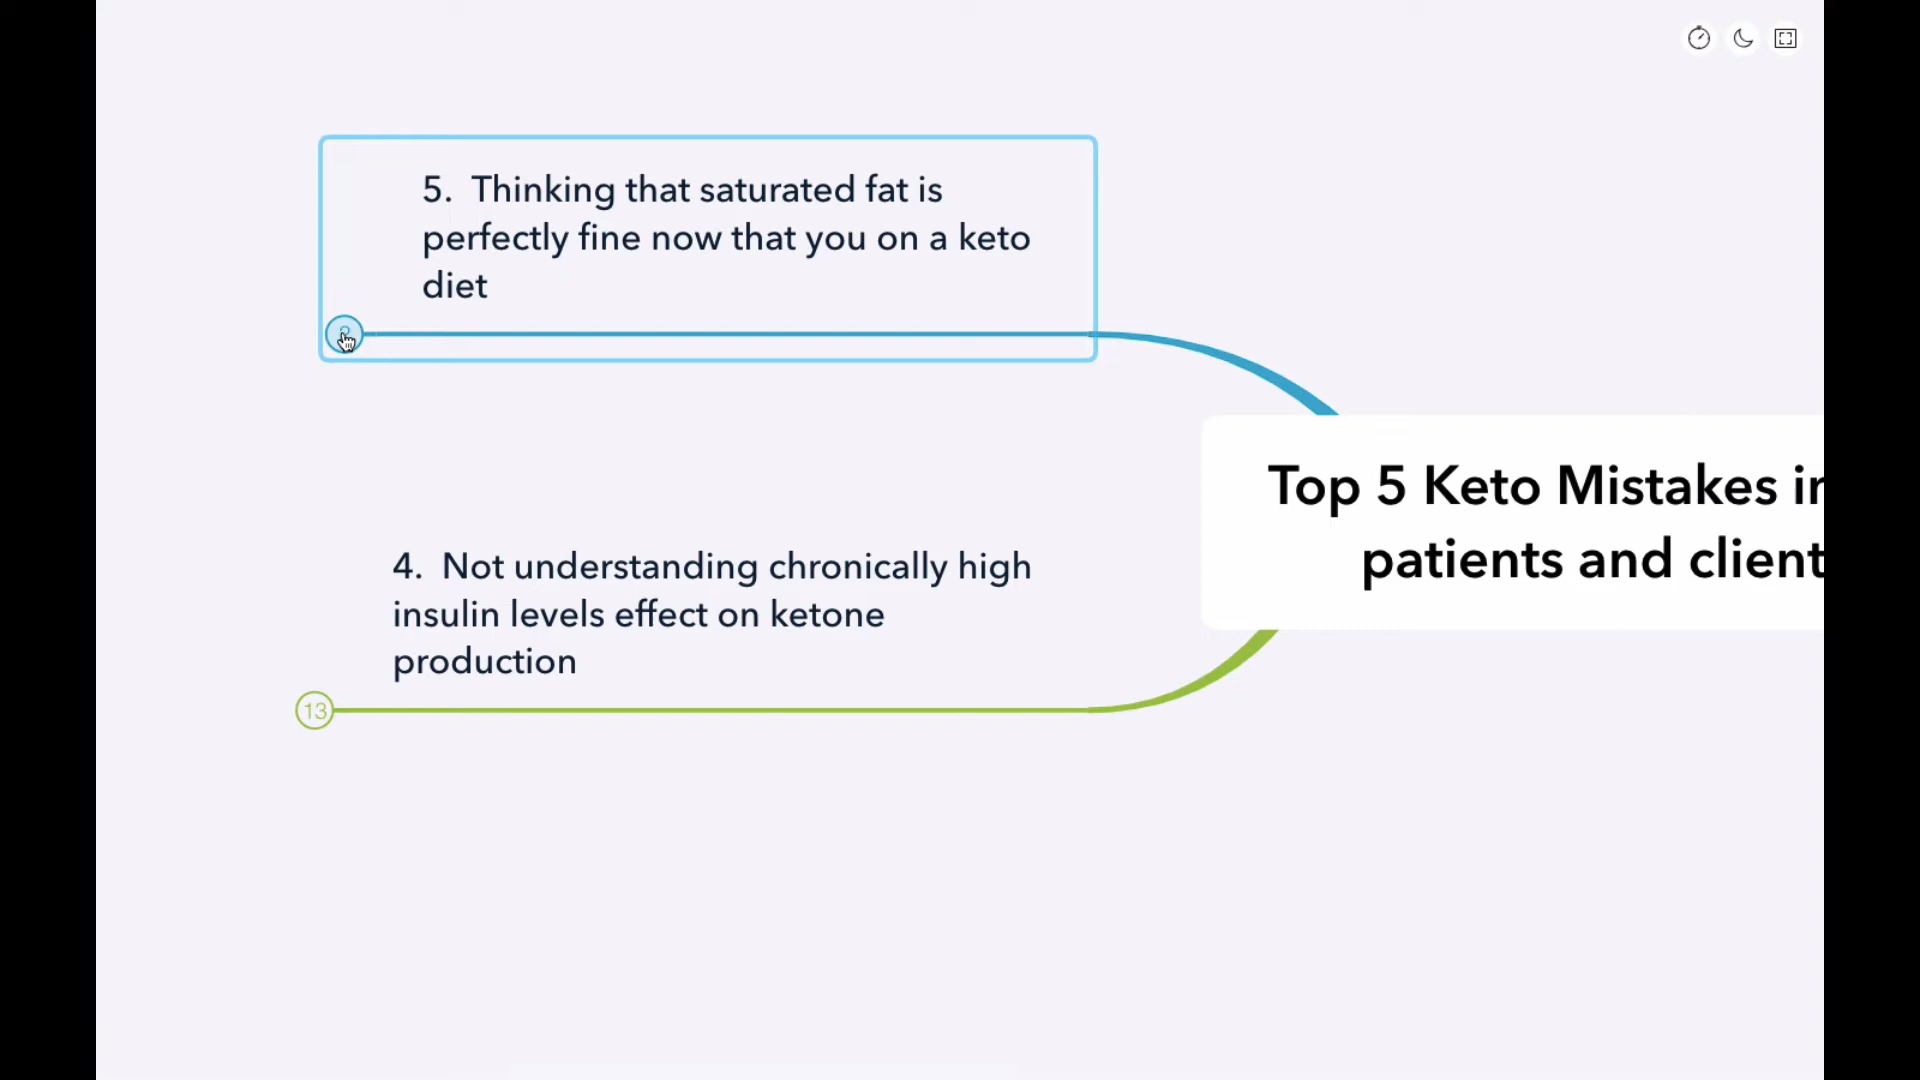 5. Thinking that saturated fat is
perfectly fine now that you on a keto
diet
Top 5 Keto Mistakes in
patients and client
4. Not understanding chronically high
insulin levels effect on ketone
production
13